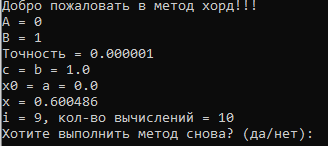 Добро пожаловать в метод хорд!!!
A = 0
B = 1
Точность = 0.000001
c = b = 1.0
x0 = a = 0.0
x = 0.600486
i = 9, кол-во вычислений = 10
Хотите выполнить метод снова? (да/нет):